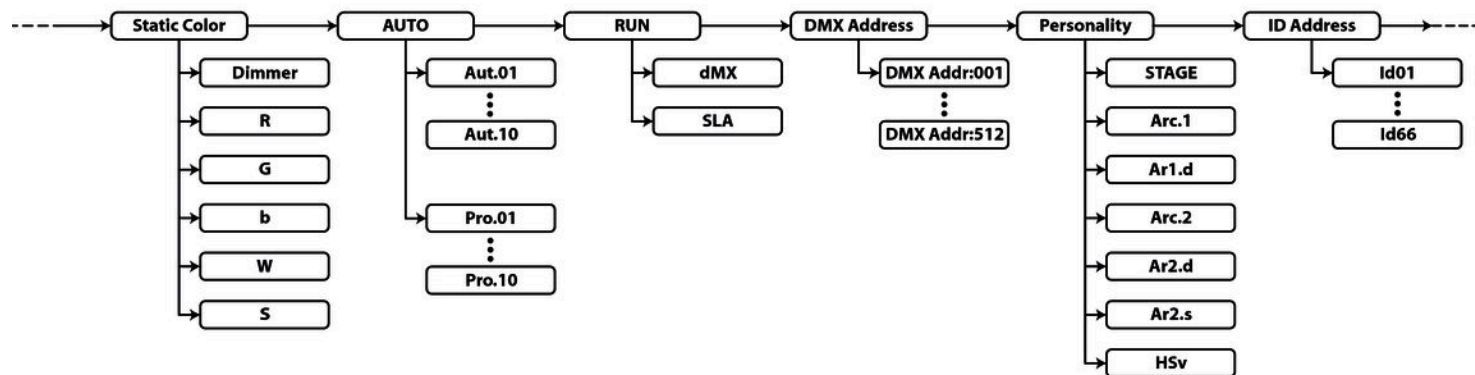 Static Color
AUTO
RUN
DMX Address
Personality
ID Address
Dimmer
R
G
b
W
S
Aut.01
Aut.10
Pro.01
Pro.10
dMX
SLA
DMX Addr:001
DMX Addr:512
STAGE
Arc.1
Ar1.d
Arc.2
Ar2.d
Ar2.s
HSv
Id01
Id66